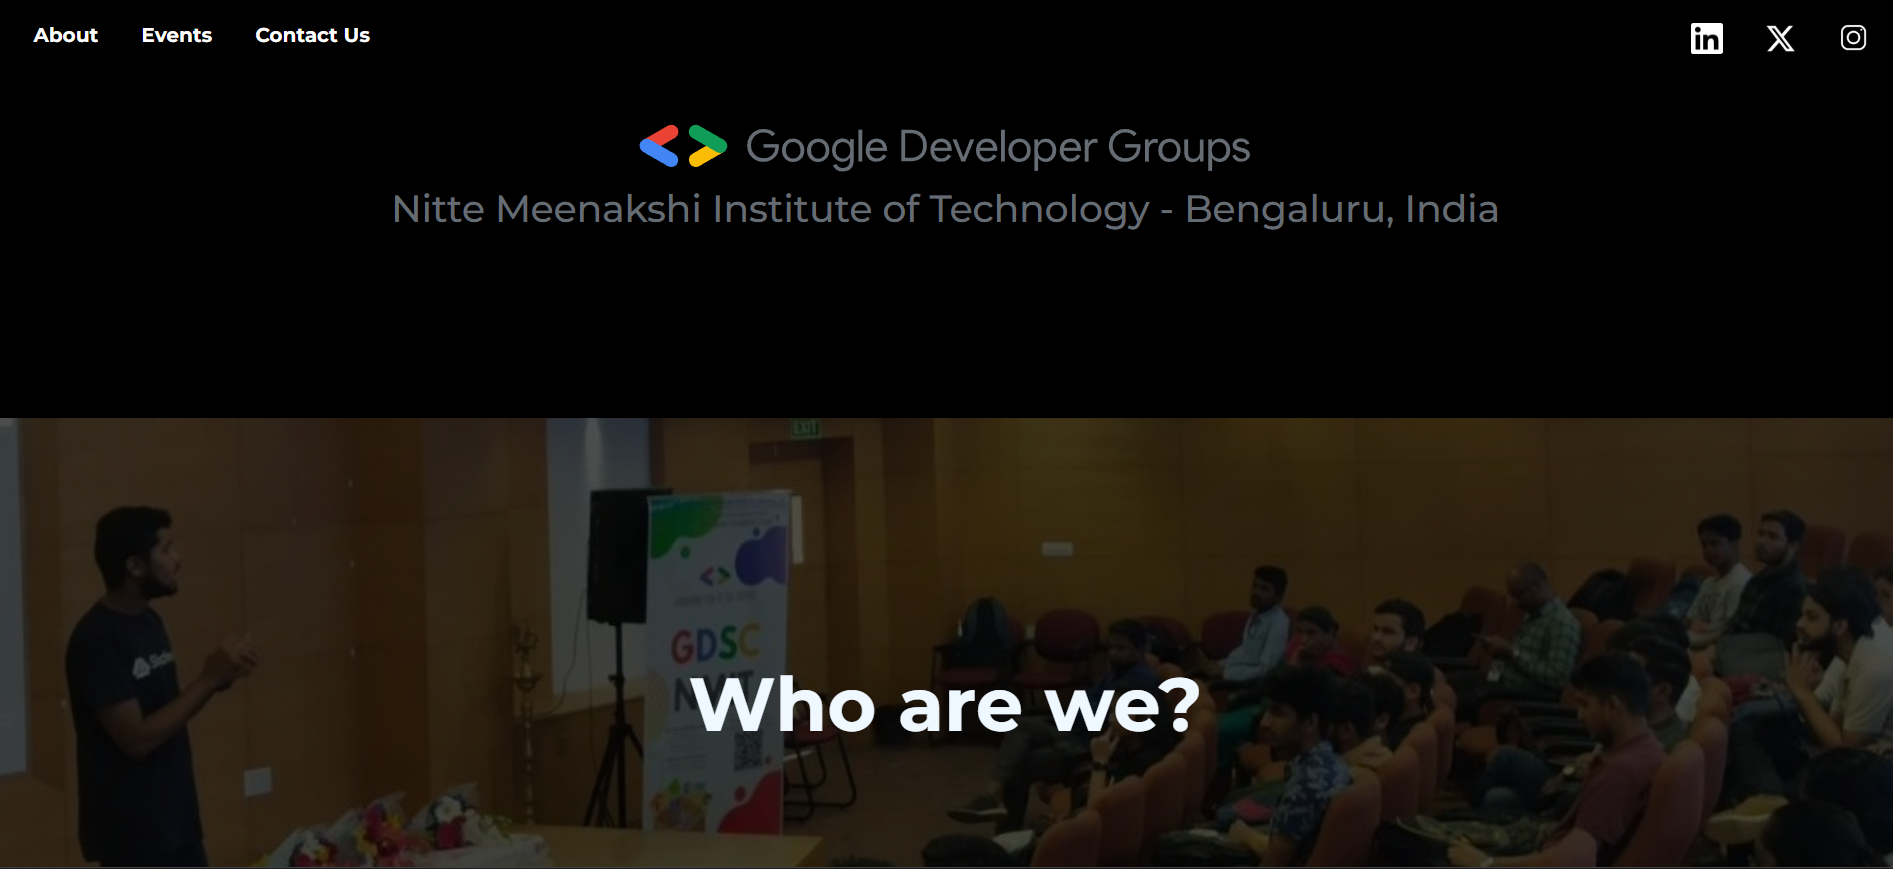 About
Events
Contact Us
in
X
Google Developer Groups
Nitte Meenakshi Institute of Technology - Bengaluru, India
EXIT
GDSC
Who are we?